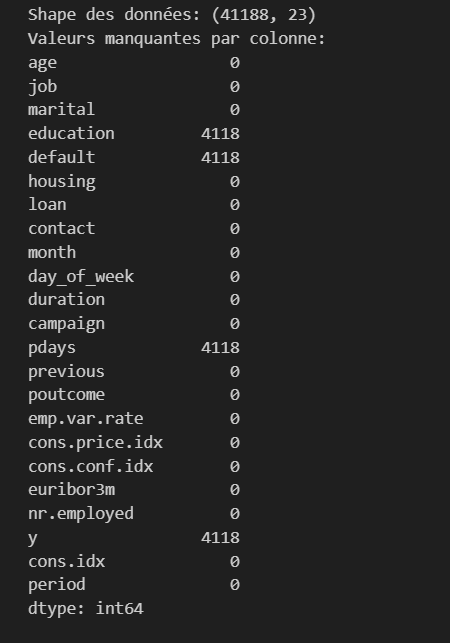 Shape des données: (41188, 23)
Valeurs manquantes par colonne:
age 0
job 0
marital 0
education 4118
default 4118
housing 0
loan 0
contact 0
month 0
day_of_week 0
duration 0
campaign 0
pdays 4118
previous 0
poutcome 0
emp.var.rate 0
cons.price.idx 0
cons.conf.idx 0
euribor3m 0
nr.employed 0
y 4118
cons.idx 0
period 0
dtype: int64